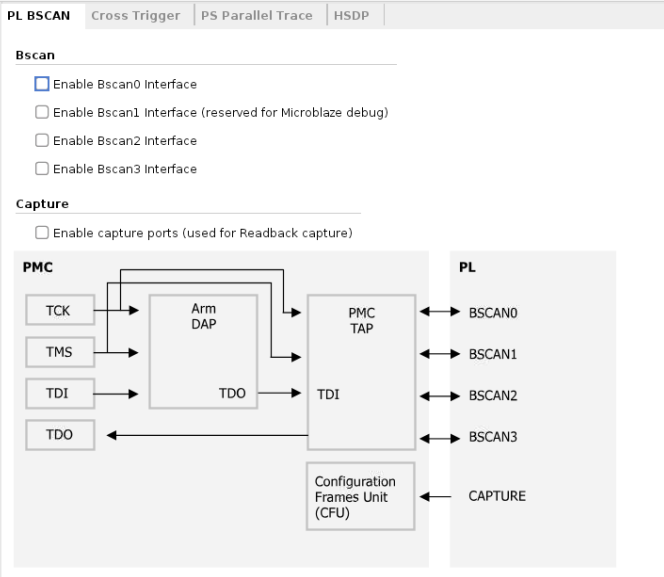 PL BSCAN Cross Trigger PS Parallel Trace HSDP
Bscan
Enable Bscan0 Interface
Enable Bscan1 Interface (reserved for Microblaze debug)
Enable Bscan2 Interface
Enable Bscan3 Interface
Capture
Enable capture ports (used for Readback capture)
PMC
PL
TCK
TMS
TDI
TDO
Arm
DAP
TDO
PMC
TAP
TDI
Configuration
Frames Unit
(CFU)
BSCAN0
BSCAN1
BSCAN2
BSCAN3
CAPTURE